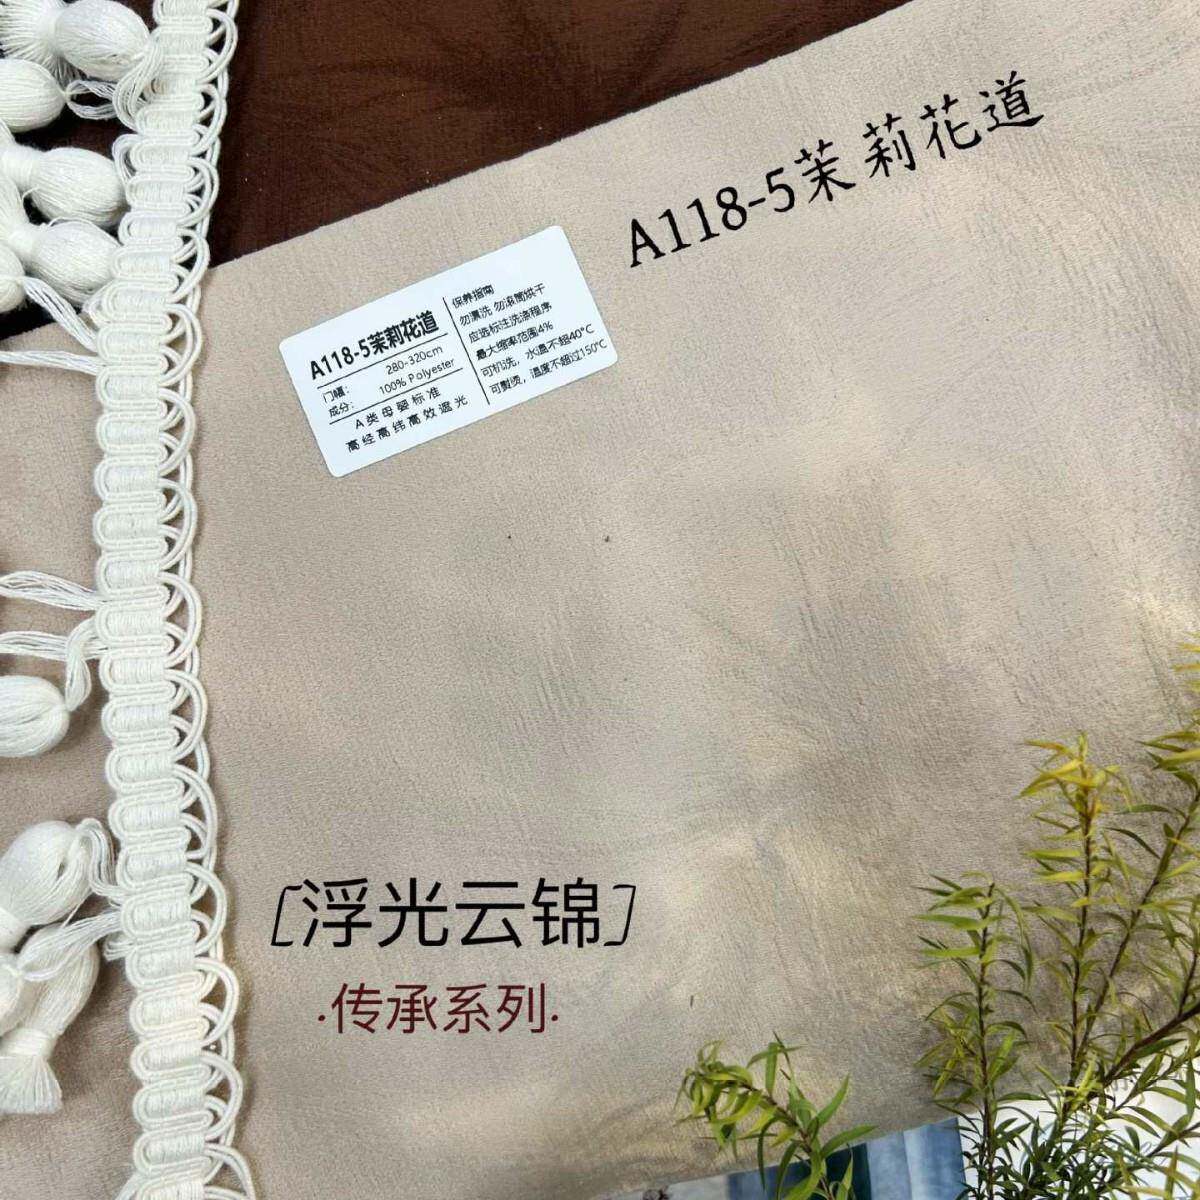 A118-5茉莉花道
A118-5茉莉花道
门幅： 280-320cm
成分： 100% Polyester
A类母婴标准
高经高纬高效遮光
保养指南
勿漂洗 勿滚筒烘干
应选标注洗涤程序
最大缩率范围4%
可机洗，水温不超40°C
可熨烫，温度不超过150°C
[浮光云锦]
·传承系列·